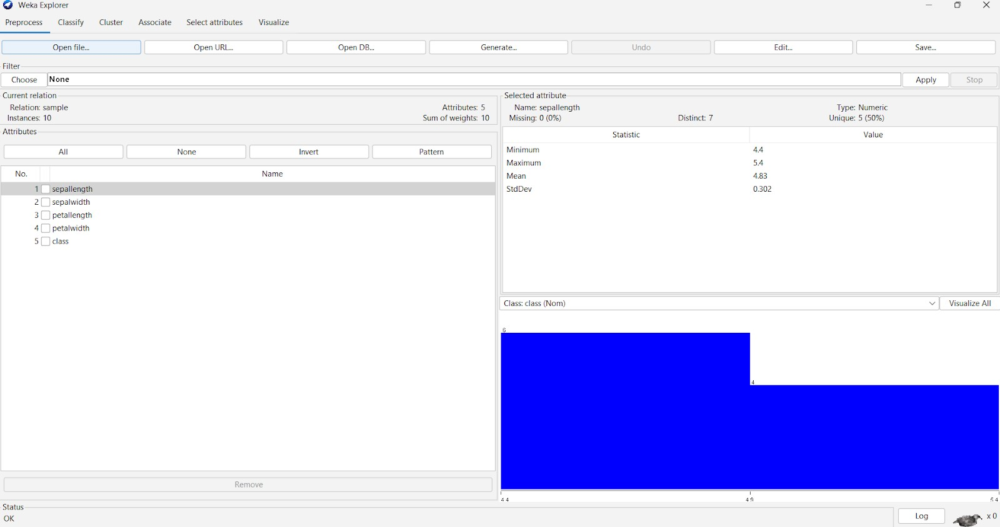 Weka Explorer
Preprocess Classify Cluster Associate Select attributes Visualize
Open file... Open URL... Open DB... Generate... Undo Edit... Save...
Filter
Choose None Apply Stop
Current relation
Relation: sample Attributes: 5
Instances: 10 Sum of weights: 10
Attributes
All None Invert Pattern
No. Name
1 sepallength
2 sepalwidth
3 petallength
4 petalwidth
5 class
Remove
Selected attribute
Name: sepallength Type: Numeric
Missing: 0 (0%) Distinct: 7 Unique: 5 (50%)
Statistic Value
Minimum 4.4
Maximum 5.4
Mean 4.83
StdDev 0.302
Class: class (Nom) Visualize All
6
4
4.4 4.9 5.4
Status
OK
Log x 0